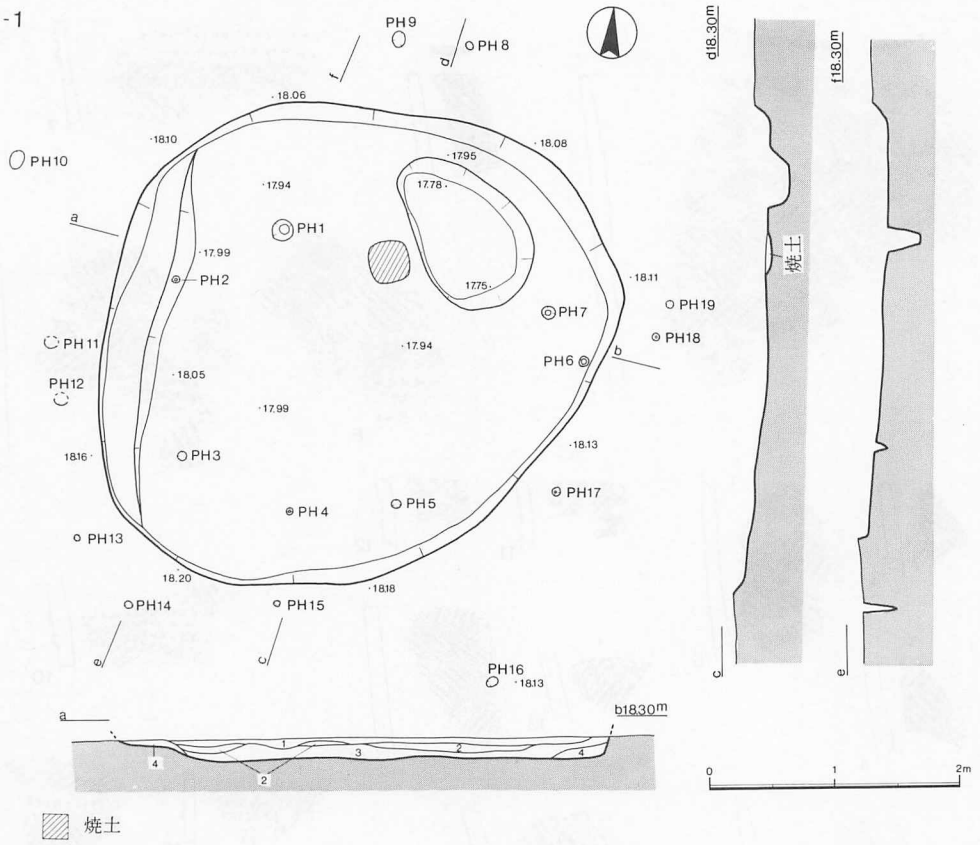 -1
PH9
PH8
f
d
·18.06
·18.10
·18.08
PH10
·17.95
·17.94
17.78·
a
PH1
·17.99
PH2
·18.11
17.75·
PH19
PH7
PH11
·17.94
PH18
PH6
b
PH12
·18.05
·17.99
·18.13
18.16·
PH3
PH17
PH4
PH5
PH13
18.20
·18.18
PH14
PH15
e
c
PH16
·18.13
a
b18.30m
1
2
3
4
4
2
焼土
d18.30m
焼土
c
f18.30m
e
0
1
2m